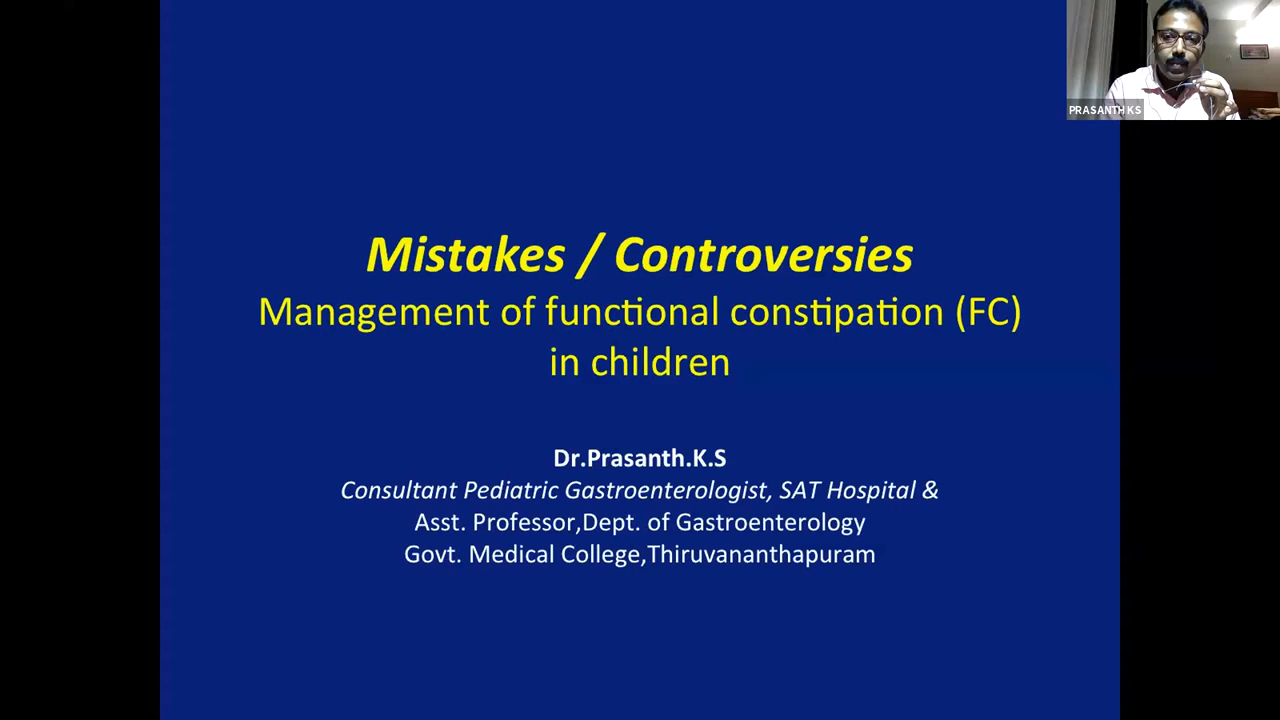 PRASANTH K S
Mistakes / Controversies
Management of functional constipation (FC)
in children
Dr.Prasanth.K.S
Consultant Pediatric Gastroenterologist, SAT Hospital &
Asst. Professor,Dept. of Gastroenterology
Govt. Medical College,Thiruvananthapuram